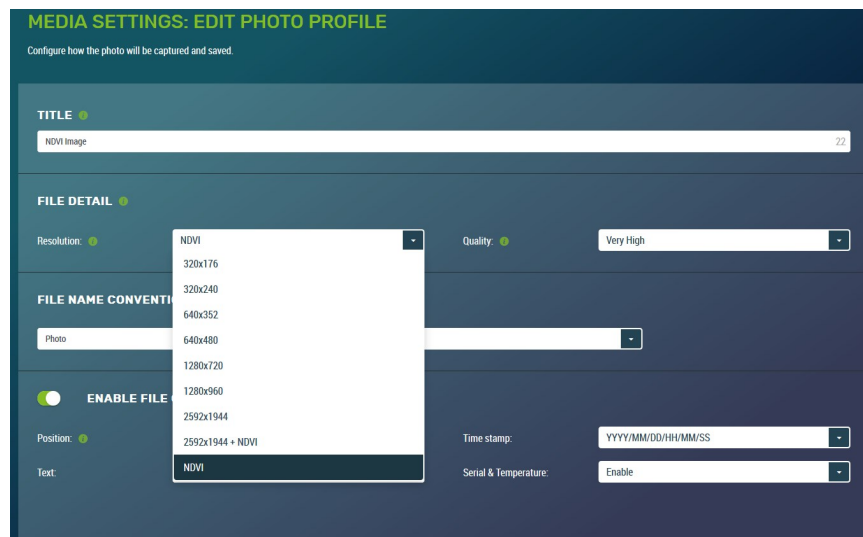 MEDIA SETTINGS: EDIT PHOTO PROFILE
Configure how the photo will be captured and saved.
TITLE
NDVI Image 22
FILE DETAIL
Resolution: NDVI Quality: Very High
320x176
320x240
FILE NAME CONVENTI
640x352
Photo 640x480
1280x720
1280x960
ENABLE FILE
2592x1944
Position: 2592x1944 + NDVI Time stamp: YYYY/MM/DD/HH/MM/SS
Text: NDVI Serial & Temperature: Enable